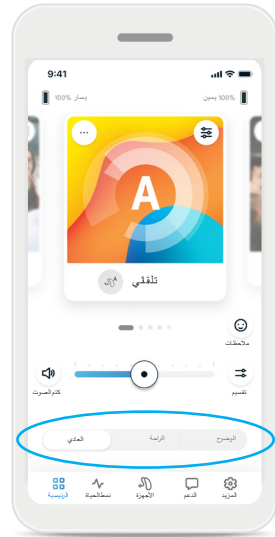 9:41
100% يمين
يسار 100%
A
تلقائي
ملاحظات
تقسيم
كتم الصوت
الوضوح
الراحة
العادي
المزيد
الدعم
الأجهزة
نمط الحياة
الرئيسية